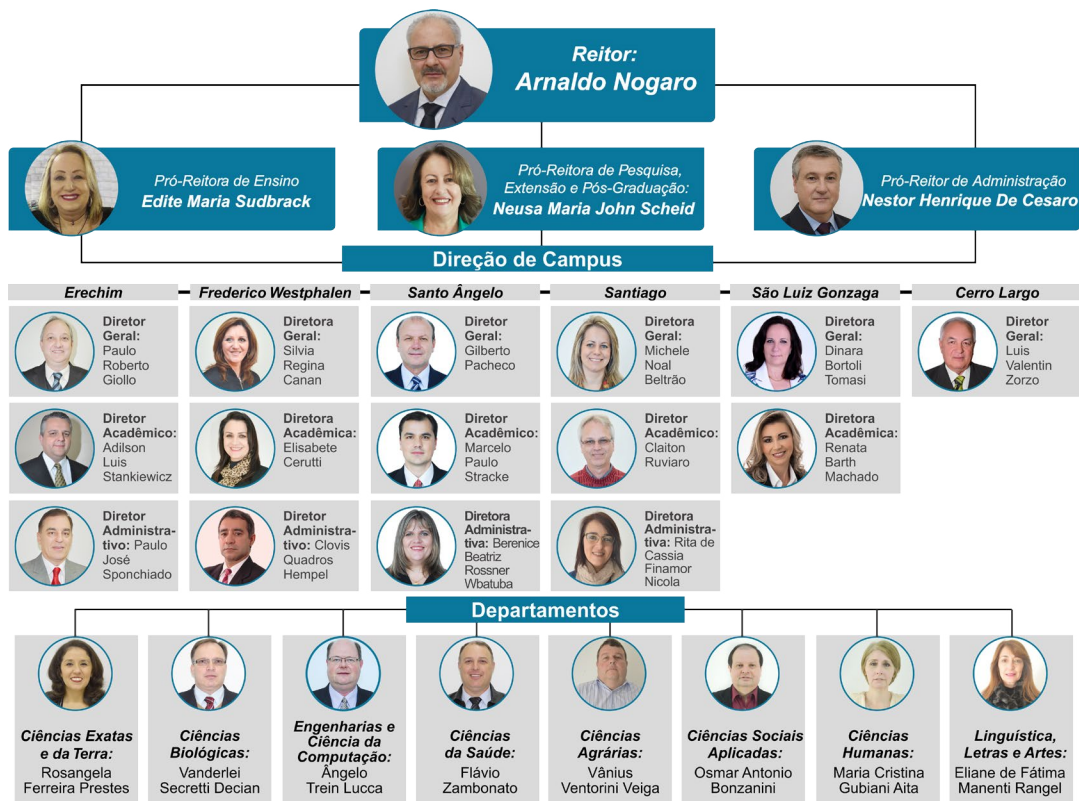 Reitor:
Arnaldo Nogaro
Pró-Reitora de Ensino
Edite Maria Sudbrack
Pró-Reitora de Pesquisa,
Extensão e Pós-Graduação:
Neusa Maria John Scheid
Pró-Reitor de Administração
Nestor Henrique De Cesaro
Direção de Campus
Erechim
Frederico Westphalen
Santo Ângelo
Santiago
São Luiz Gonzaga
Cerro Largo
Diretor
Geral:
Paulo
Roberto
Giollo
Diretora
Geral:
Silvia
Regina
Canan
Diretor
Geral:
Gilberto
Pacheco
Diretora
Geral:
Michele
Noal
Beltrão
Diretora
Geral:
Dinara
Bortoli
Tomasi
Diretor
Geral:
Luis
Valentin
Zorzo
Diretor
Acadêmico:
Adilson
Luis
Stankiewicz
Diretora
Acadêmica:
Elisabete
Cerutti
Diretor
Acadêmico:
Marcelo
Paulo
Stracke
Diretor
Acadêmico:
Claiton
Ruviaro
Diretora
Acadêmica:
Renata
Barth
Machado
Diretor
Administra-
tivo: Paulo
José
Sponchiado
Diretor
Administra-
tivo: Clovis
Quadros
Hempel
Diretora
Administra-
tiva: Berenice
Beatriz
Rossner
Wbatuba
Diretora
Administra-
tiva: Rita de
Cassia
Finamor
Nicola
Departamentos
Ciências Exatas
e da Terra:
Rosangela
Ferreira Prestes
Ciências
Biológicas:
Vanderlei
Secretti Decian
Engenharias e
Ciência da
Computação:
Ângelo
Trein Lucca
Ciências
da Saúde:
Flávio
Zambonato
Ciências
Agrárias:
Vânius
Ventorini Veiga
Ciências Sociais
Aplicadas:
Osmar Antonio
Bonzanini
Ciências
Humanas:
Maria Cristina
Gubiani Aita
Linguística,
Letras e Artes:
Eliane de Fátima
Manenti Rangel